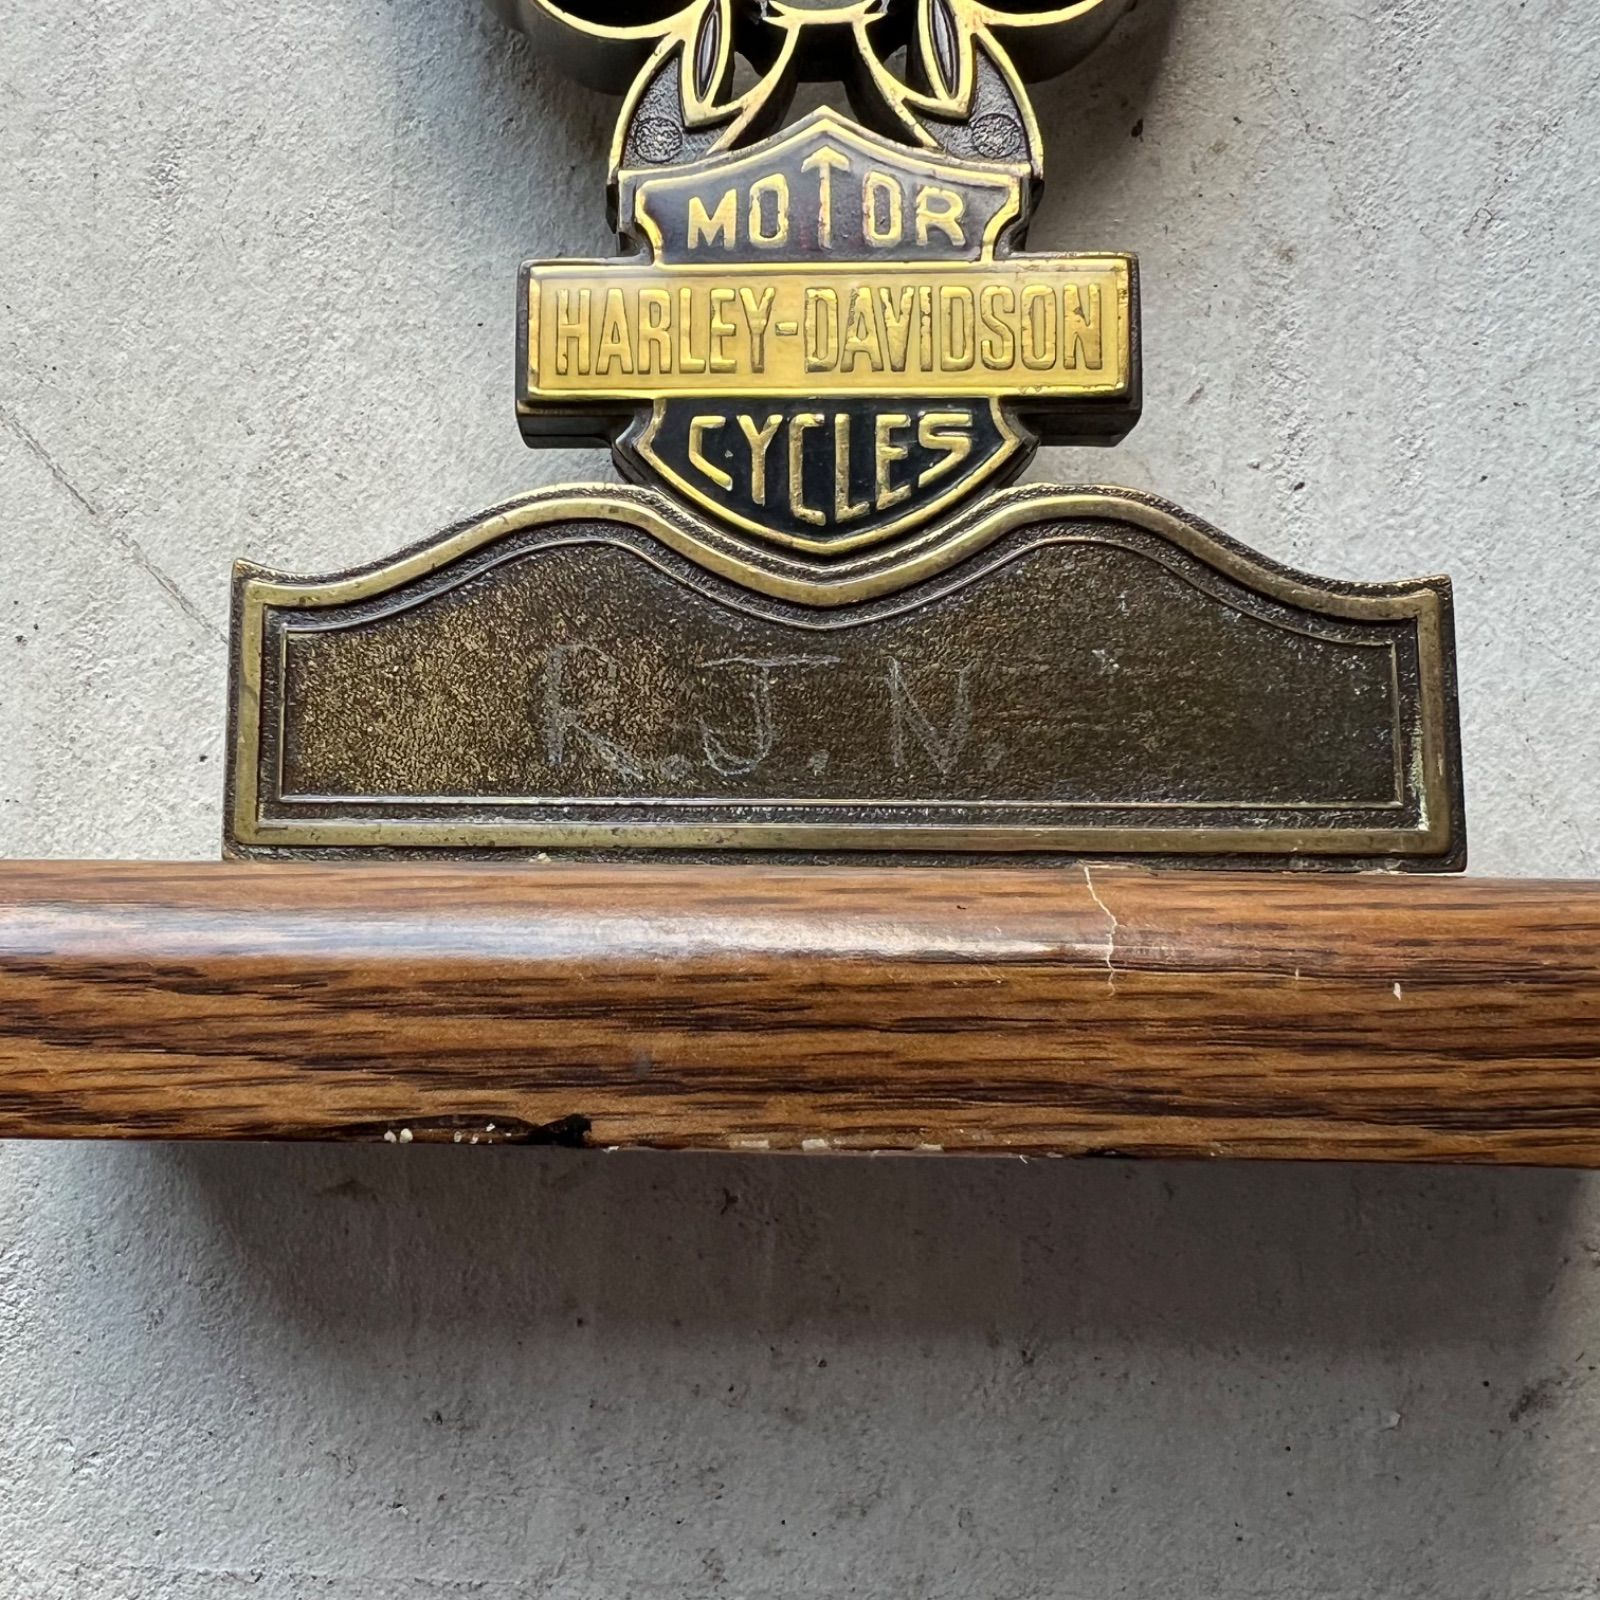 MOTOR
HARLEY-DAVIDSON
CYCLES
R.J.N.